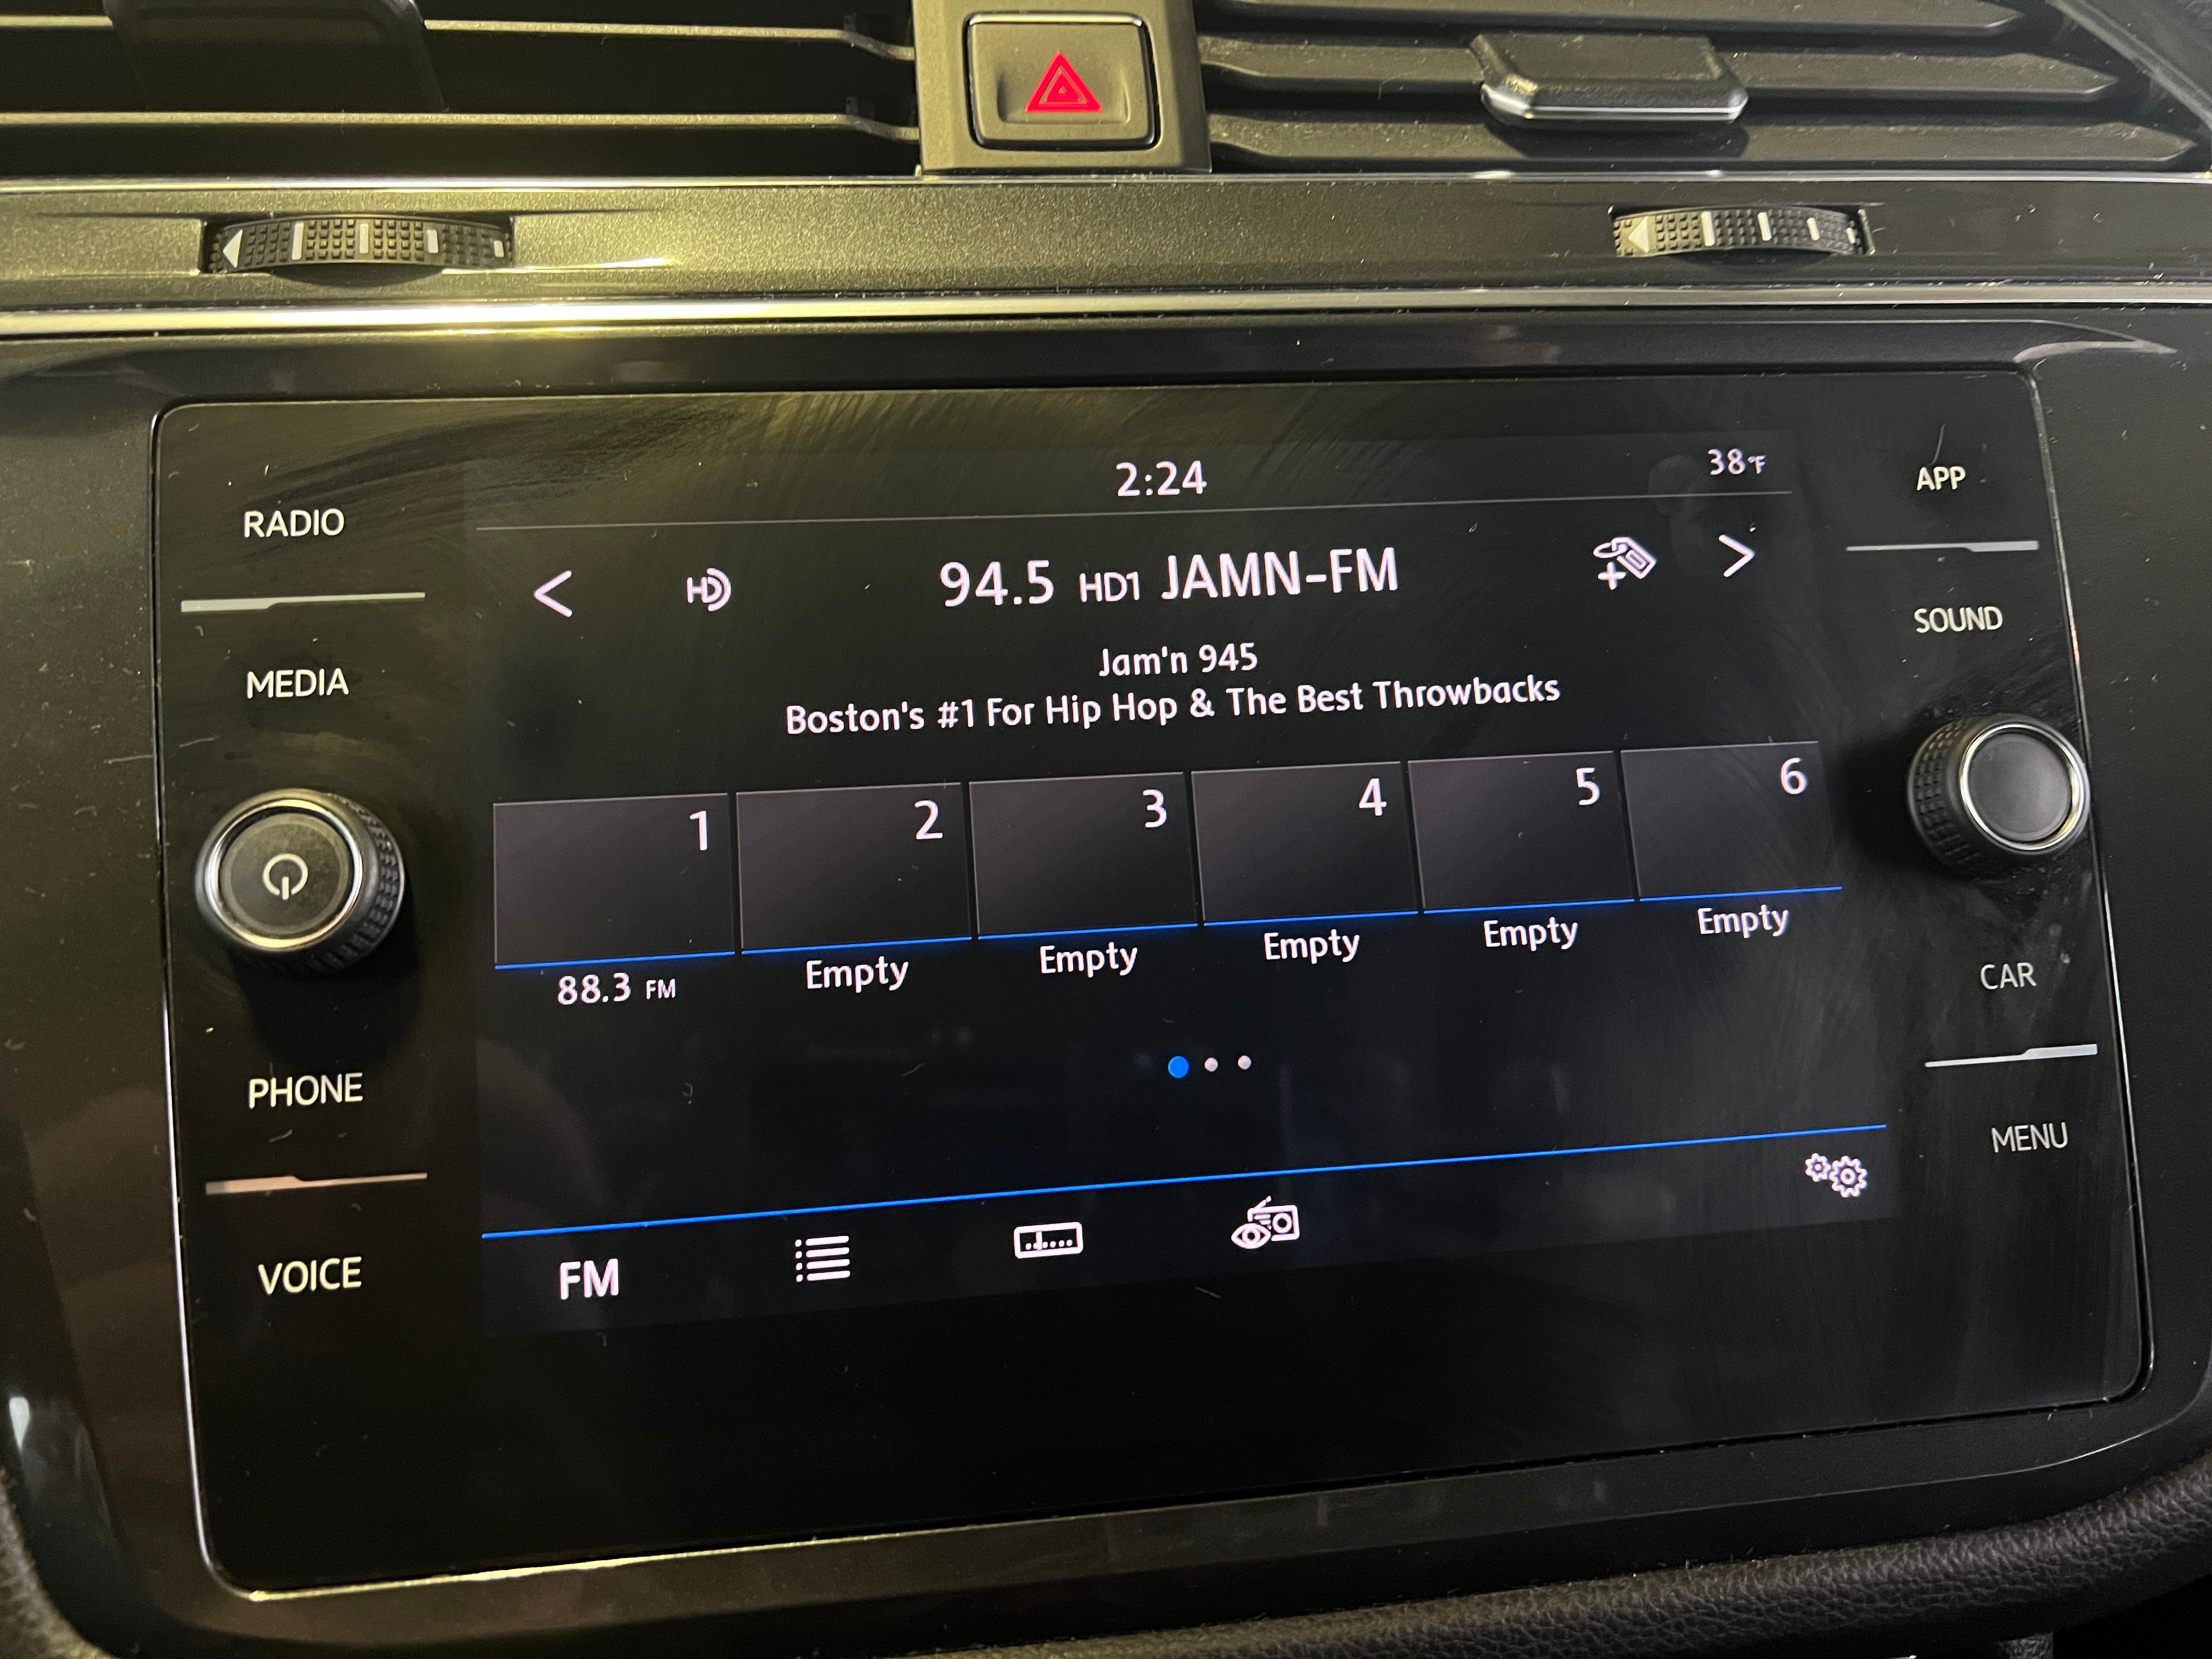 2:24
38°F
RADIO
APP
HD
94.5 HD1 JAMN-FM
SOUND
MEDIA
Jam'n 945
Boston's #1 For Hip Hop & The Best Throwbacks
1 2 3 4 5 6
88.3 FM Empty Empty Empty Empty Empty
CAR
PHONE
MENU
VOICE
FM